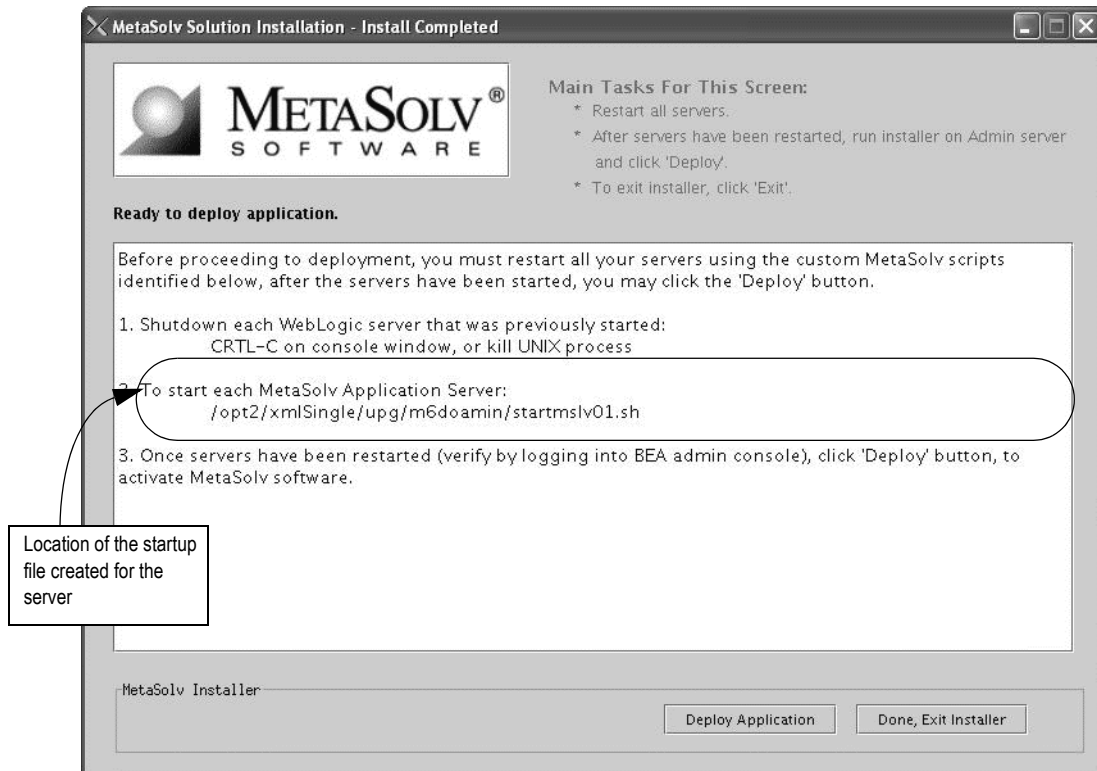 MetaSolv Solution Installation - Install Completed
METASOLV®
SOFTWARE
Main Tasks For This Screen:
* Restart all servers.
* After servers have been restarted, run installer on Admin server
and click 'Deploy'.
* To exit installer, click 'Exit'.
Ready to deploy application.
Before proceeding to deployment, you must restart all your servers using the custom MetaSolv scripts
identified below, after the servers have been started, you may click the 'Deploy' button.
1. Shutdown each WebLogic server that was previously started:
CRTL-C on console window, or kill UNIX process
2. To start each MetaSolv Application Server:
/opt2/xmlSingle/upg/m6doamin/startmslv01.sh
3. Once servers have been restarted (verify by logging into BEA admin console), click 'Deploy' button, to
activate MetaSolv software.
Location of the startup
file created for the
server
MetaSolv Installer
Deploy Application
Done, Exit Installer